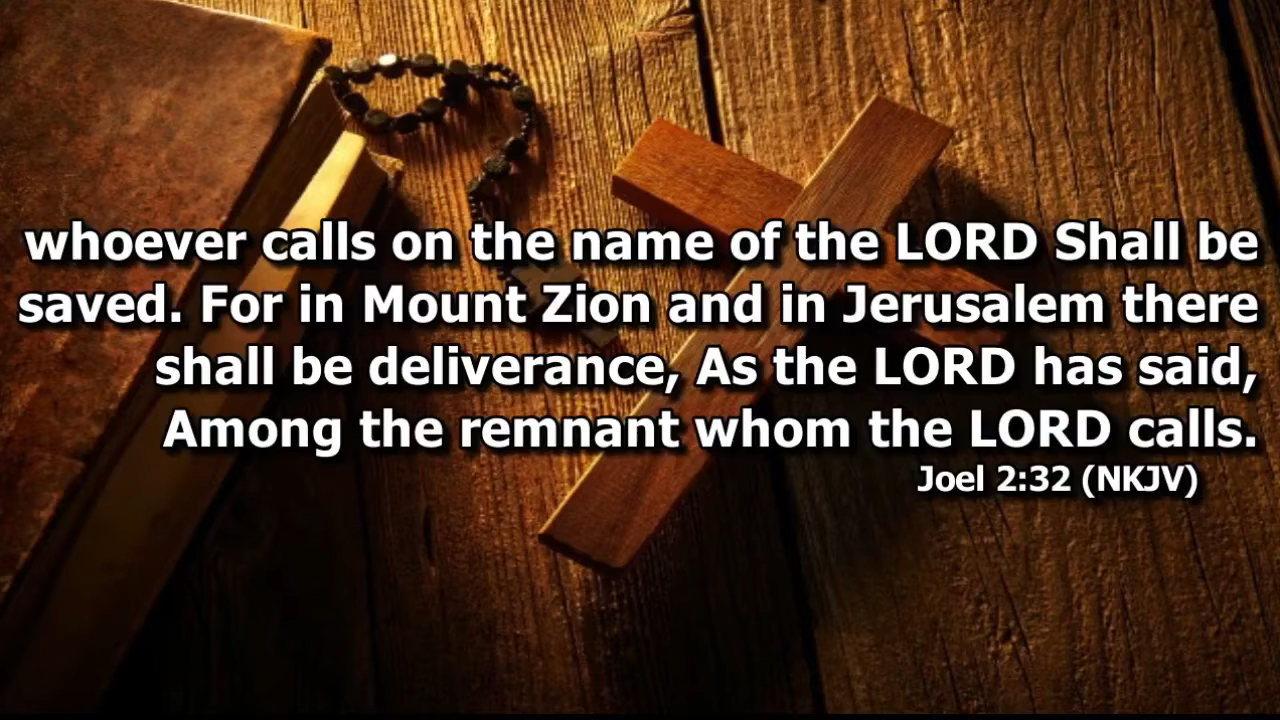 whoever calls on the name of the LORD Shall be
saved. For in Mount Zion and in Jerusalem there
shall be deliverance, As the LORD has said,
Among the remnant whom the LORD calls.
Joel 2:32 (NKJV)